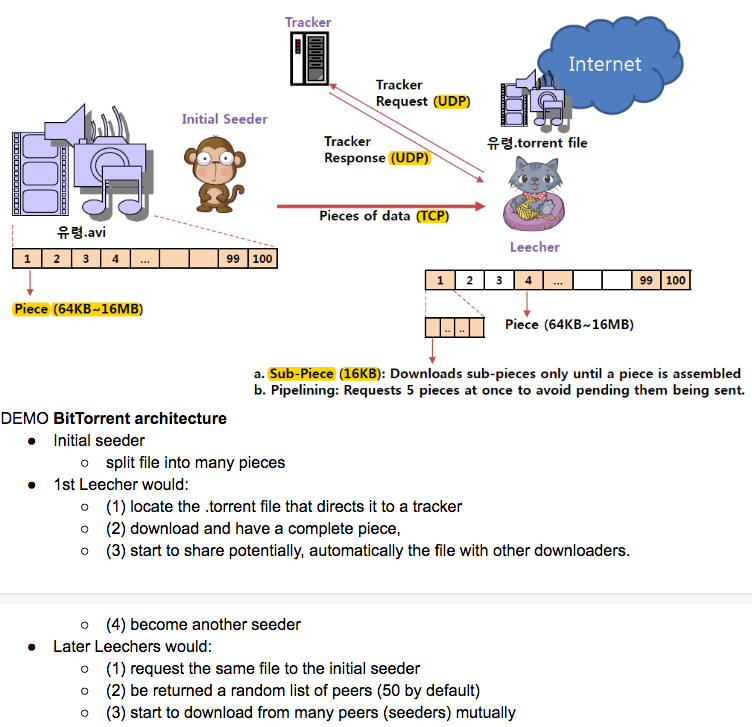 Tracker
Internet
Tracker
Request (UDP)
Initial Seeder
Tracker
Response (UDP)
유령.torrent file
Pieces of data (TCP)
유령.avi
Leecher
1 2 3 4 ... 99 100
1 2 3 4 ... 99 100
Piece (64KB~16MB)
.. ..
Piece (64KB~16MB)
a. Sub-Piece (16KB): Downloads sub-pieces only until a piece is assembled
b. Pipelining: Requests 5 pieces at once to avoid pending them being sent.
DEMO BitTorrent architecture
● Initial seeder
○ split file into many pieces
● 1st Leecher would:
○ (1) locate the .torrent file that directs it to a tracker
○ (2) download and have a complete piece,
○ (3) start to share potentially, automatically the file with other downloaders.
○ (4) become another seeder
● Later Leechers would:
○ (1) request the same file to the initial seeder
○ (2) be returned a random list of peers (50 by default)
○ (3) start to download from many peers (seeders) mutually